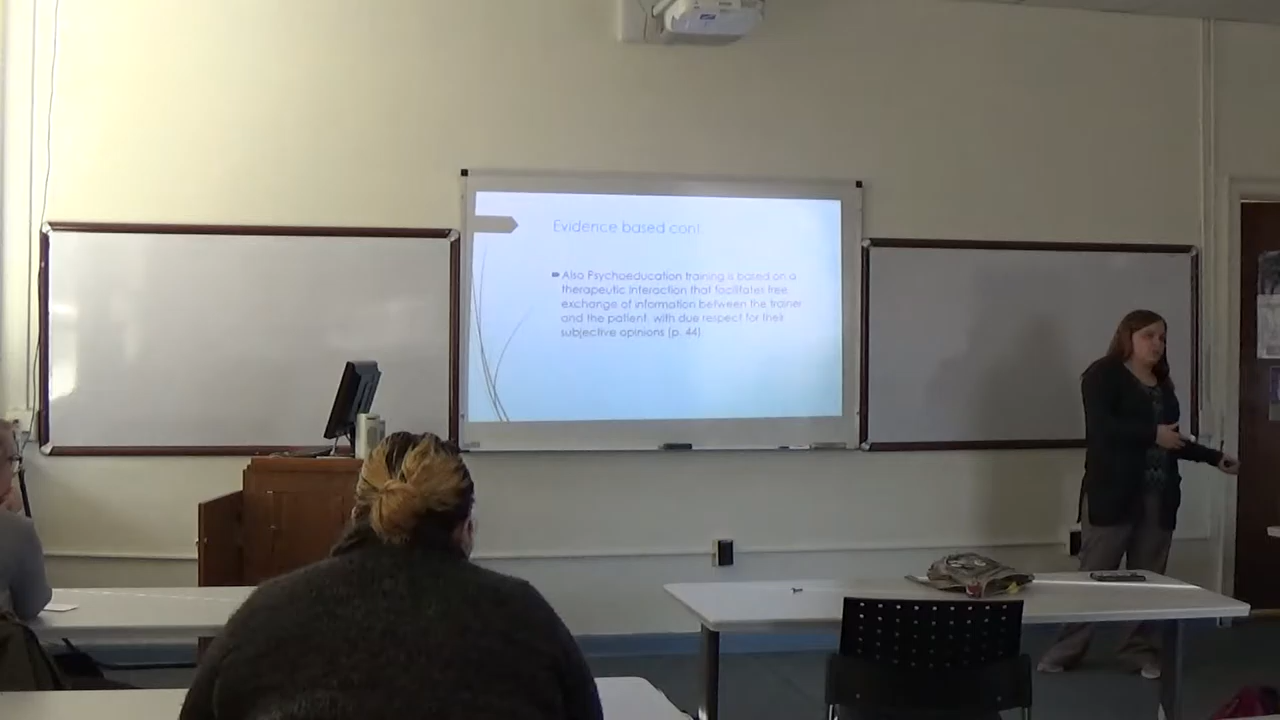 Evidence based cont.
Also Psychoeducation training is based on a
therapeutic interaction that facilitates free
exchange of information between the trainer
and the patient, with due respect for their
subjective opinions (p. 44)